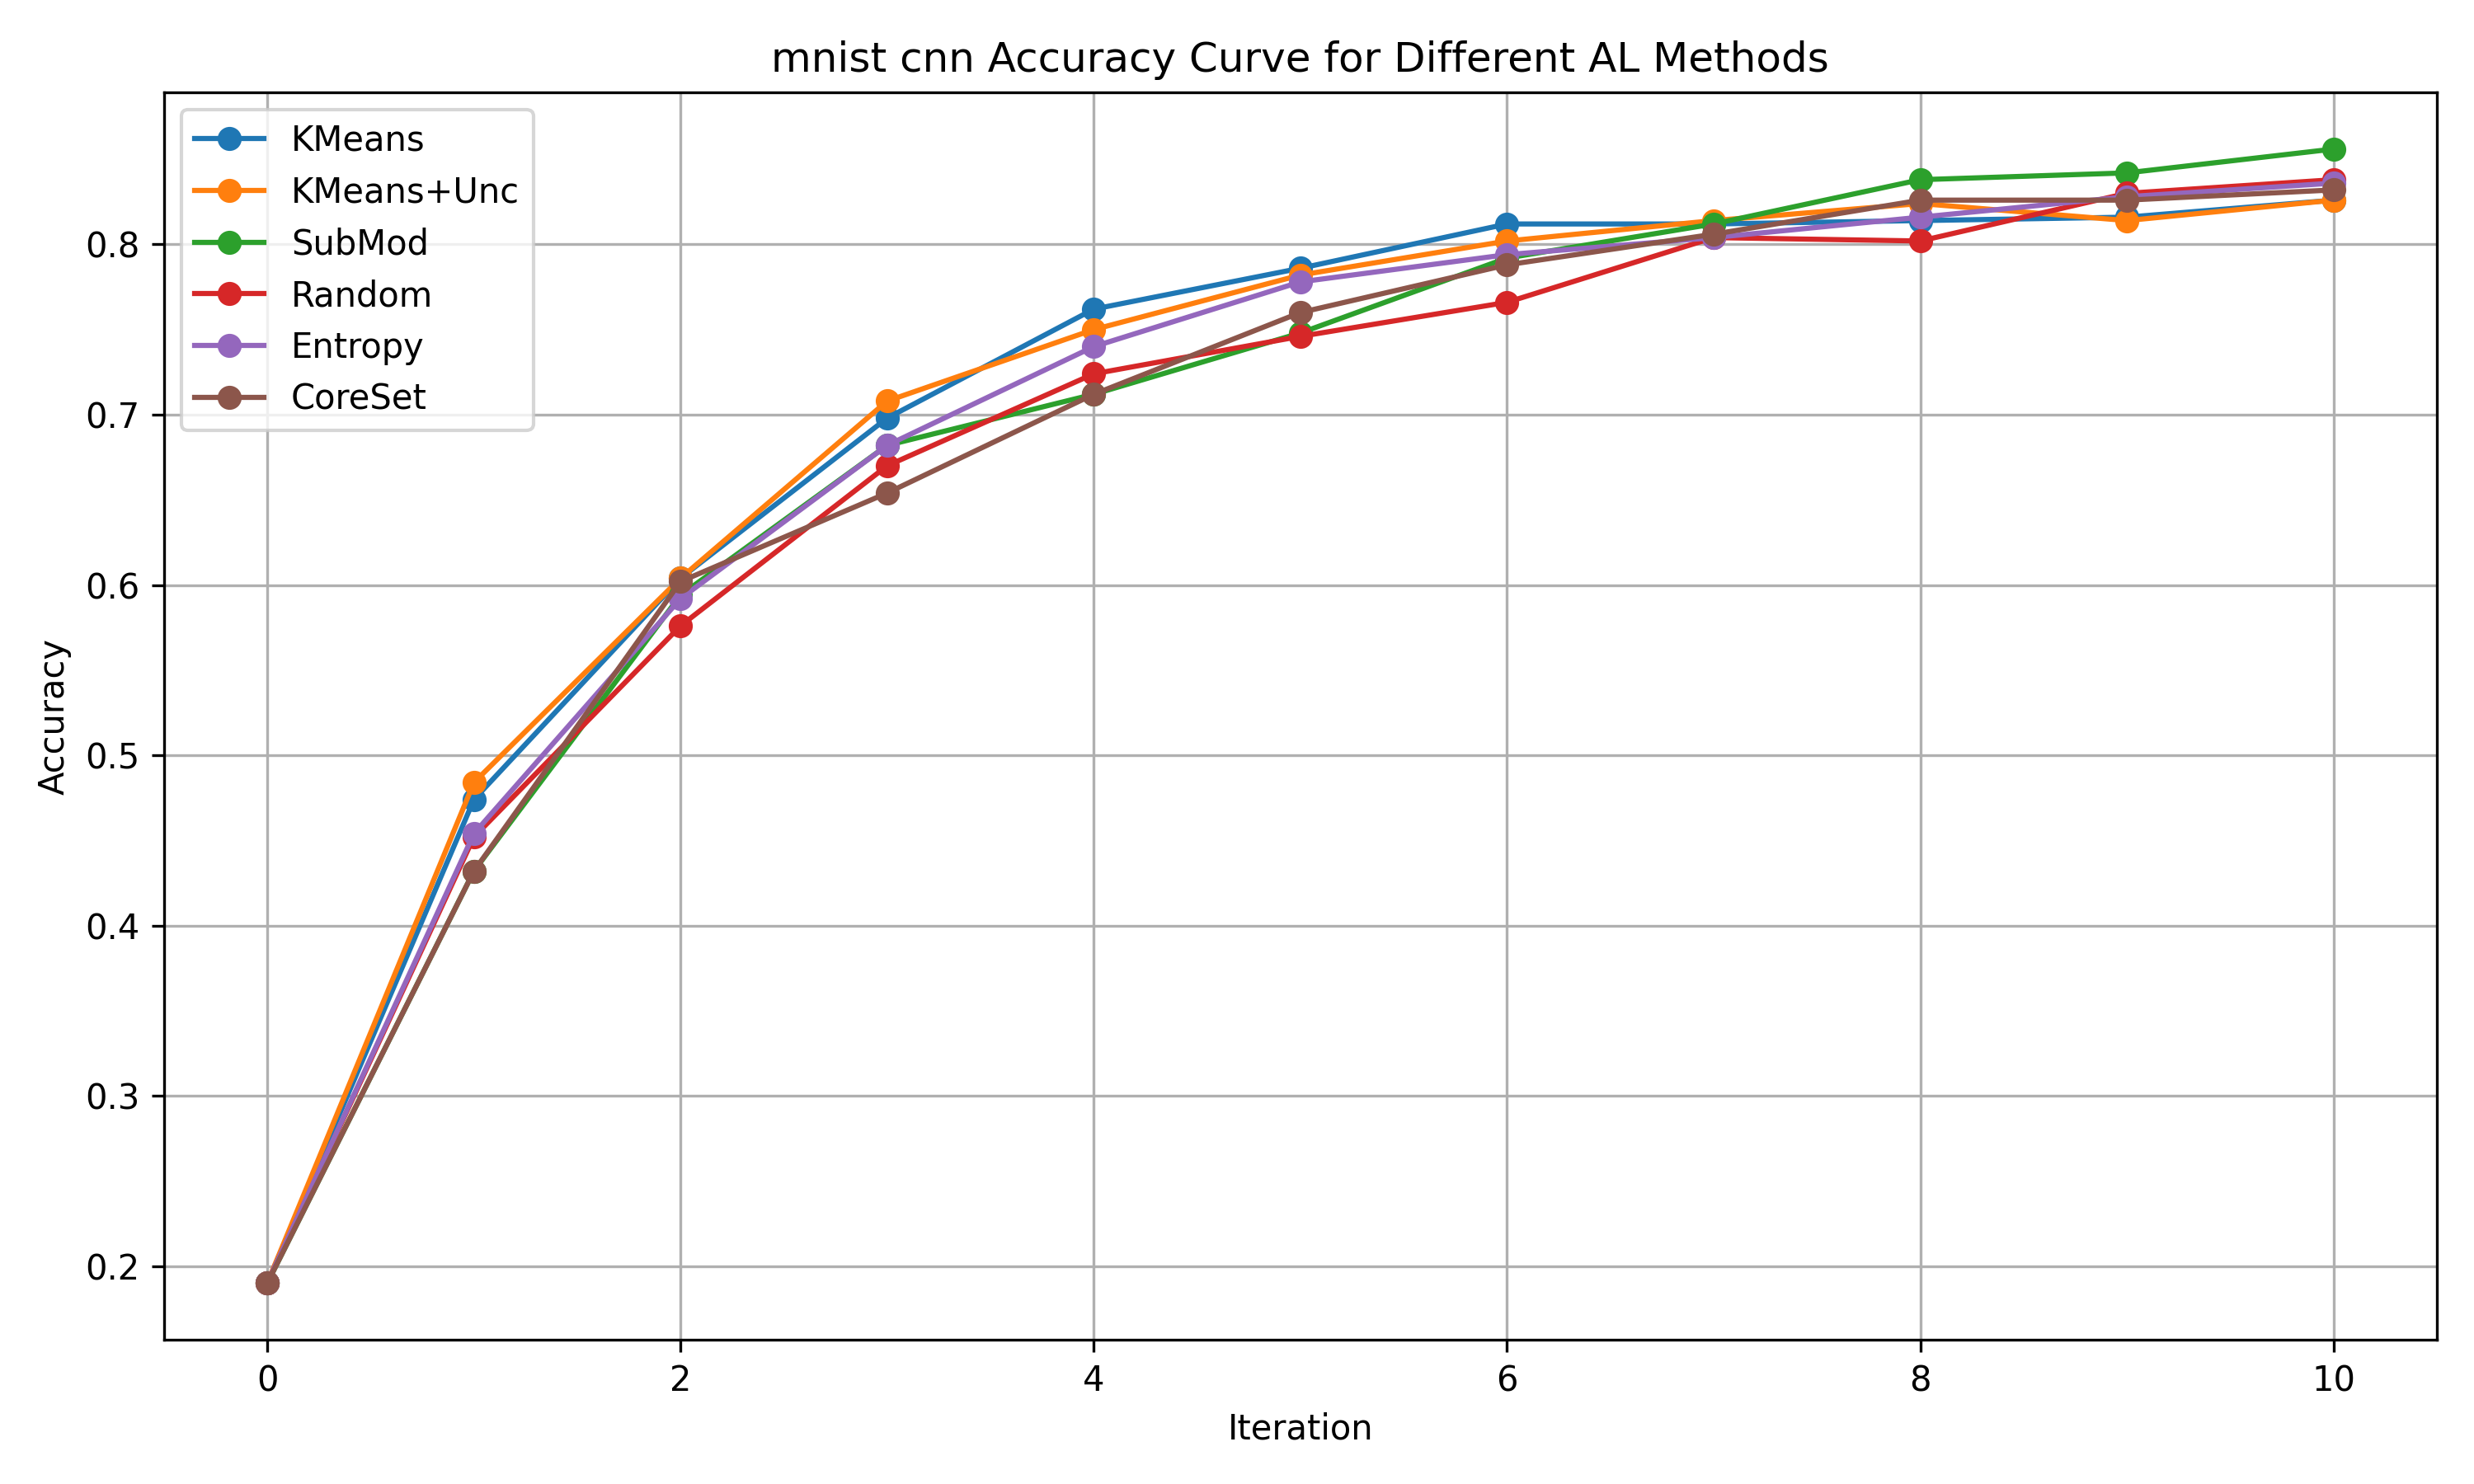 mnist cnn Accuracy Curve for Different AL Methods
KMeans
KMeans+Unc
SubMod
Random
Entropy
CoreSet
0.8
0.7
0.6
0.5
0.4
0.3
0.2
Accuracy
0 2 4 6 8 10
Iteration